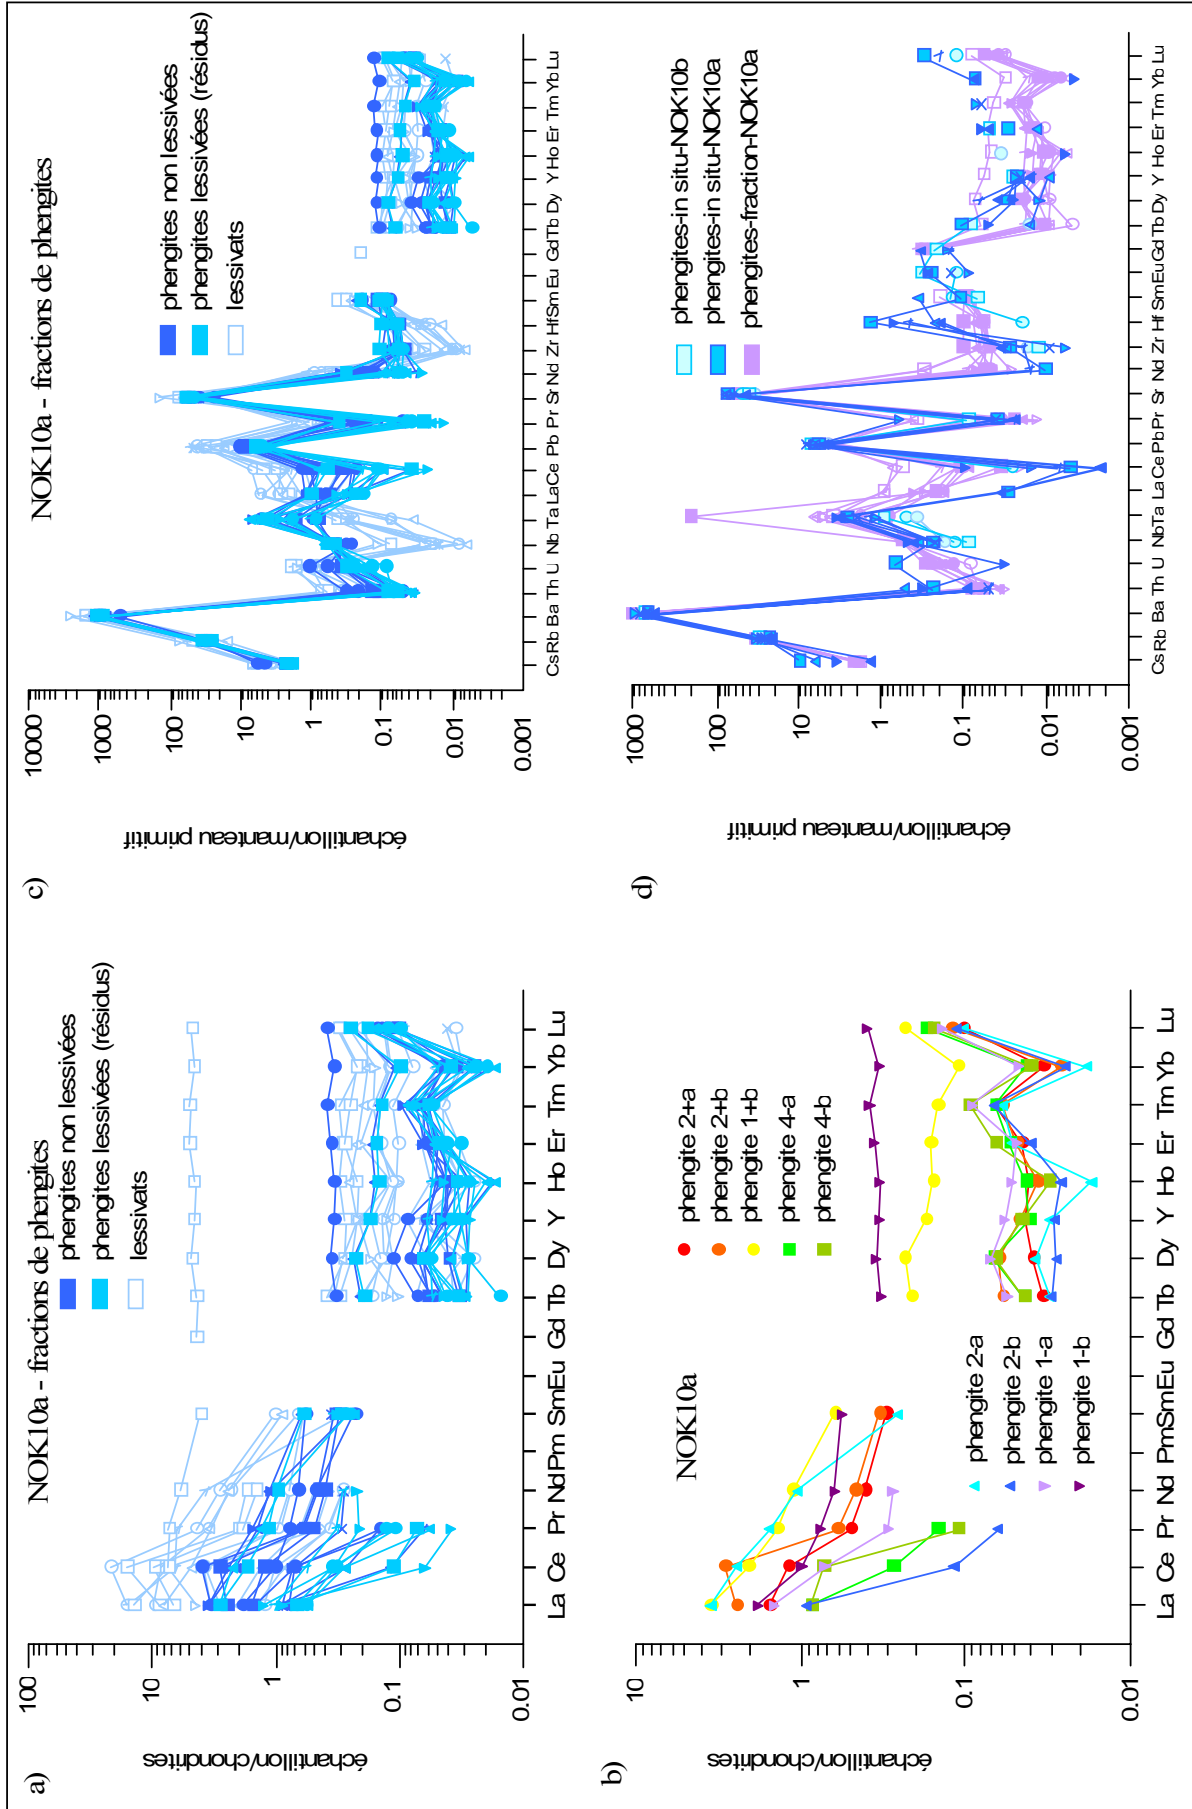 a)
NOK10a - fractions de phengites
phengites non lessivées
phengites lessivées (résidus)
lessivats
échantillon/chondrites
100
10
1
0.1
0.01
La Ce Pr Nd Pm Sm Eu Gd Tb Dy Y Ho Er Tm Yb Lu
b)
NOK10a
phengite 2+a
phengite 2+b
phengite 1+b
phengite 4-a
phengite 4-b
phengite 2-a
phengite 2-b
phengite 1-a
phengite 1-b
échantillon/chondrites
10
1
0.1
0.01
La Ce Pr Nd Pm Sm Eu Gd Tb Dy Y Ho Er Tm Yb Lu
c)
NOK10a - fractions de phengites
phengites non lessivées
phengites lessivées (résidus)
lessivats
échantillon/manteau primitif
10000
1000
100
10
1
0.1
0.01
0.001
Cs Rb Ba Th U Nb Ta La Ce Pb Pr Sr Nd Zr Hf Sm Eu Gd Tb Dy Y Ho Er Tm Yb Lu
d)
phengites-in situ-NOK10b
phengites-in situ-NOK10a
phengites-fraction-NOK10a
échantillon/manteau primitif
1000
100
10
1
0.1
0.01
0.001
Cs Rb Ba Th U Nb Ta La Ce Pb Pr Sr Nd Zr Hf Sm Eu Gd Tb Dy Y Ho Er Tm Yb Lu